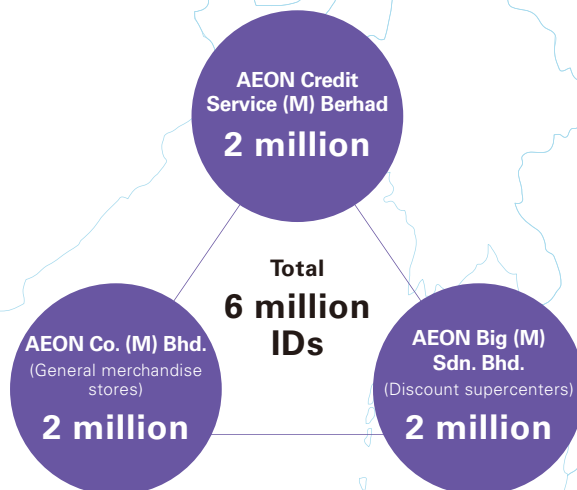 AEON Credit
Service (M) Berhad
2 million
Total
6 million
IDs
AEON Co. (M) Bhd.
(General merchandise
stores)
2 million
AEON Big (M)
Sdn. Bhd.
(Discount supercenters)
2 million